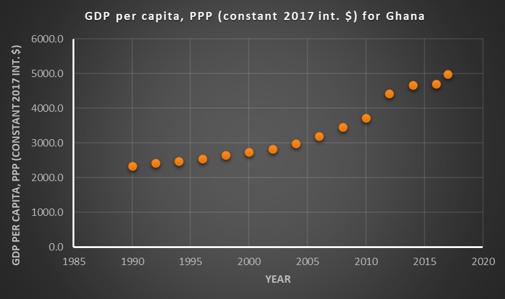 GDP per capita, PPP (constant 2017 int. $) for Ghana
GDP PER CAPITA, PPP (CONSTANT 2017 INT. $)
6000.0
5000.0
4000.0
3000.0
2000.0
1000.0
0.0
1985 1990 1995 2000 2005 2010 2015 2020
YEAR